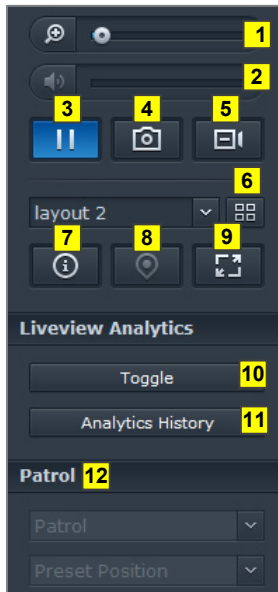 1
2
3 4 5
6
layout 2
7 8 9
Liveview Analytics
Toggle 10
Analytics History 11
Patrol 12
Patrol
Preset Position